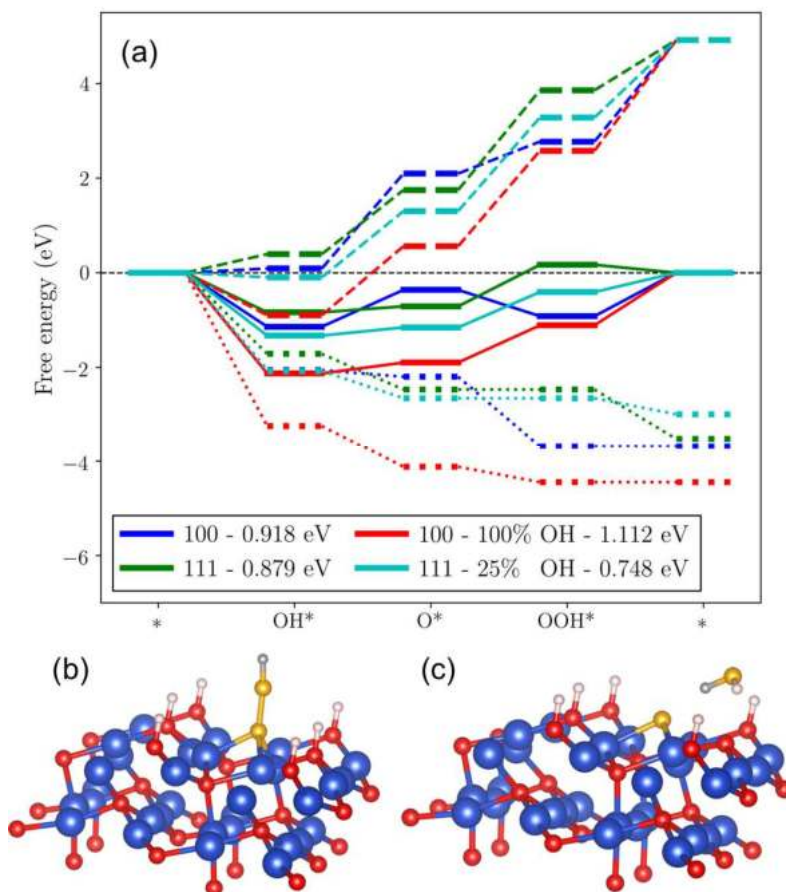 (a)
4
2
0
−2
−4
−6
Free energy (eV)
100 - 0.918 eV
100 - 100% OH - 1.112 eV
111 - 0.879 eV
111 - 25% OH - 0.748 eV
* OH* O* OOH* *
(b)
(c)